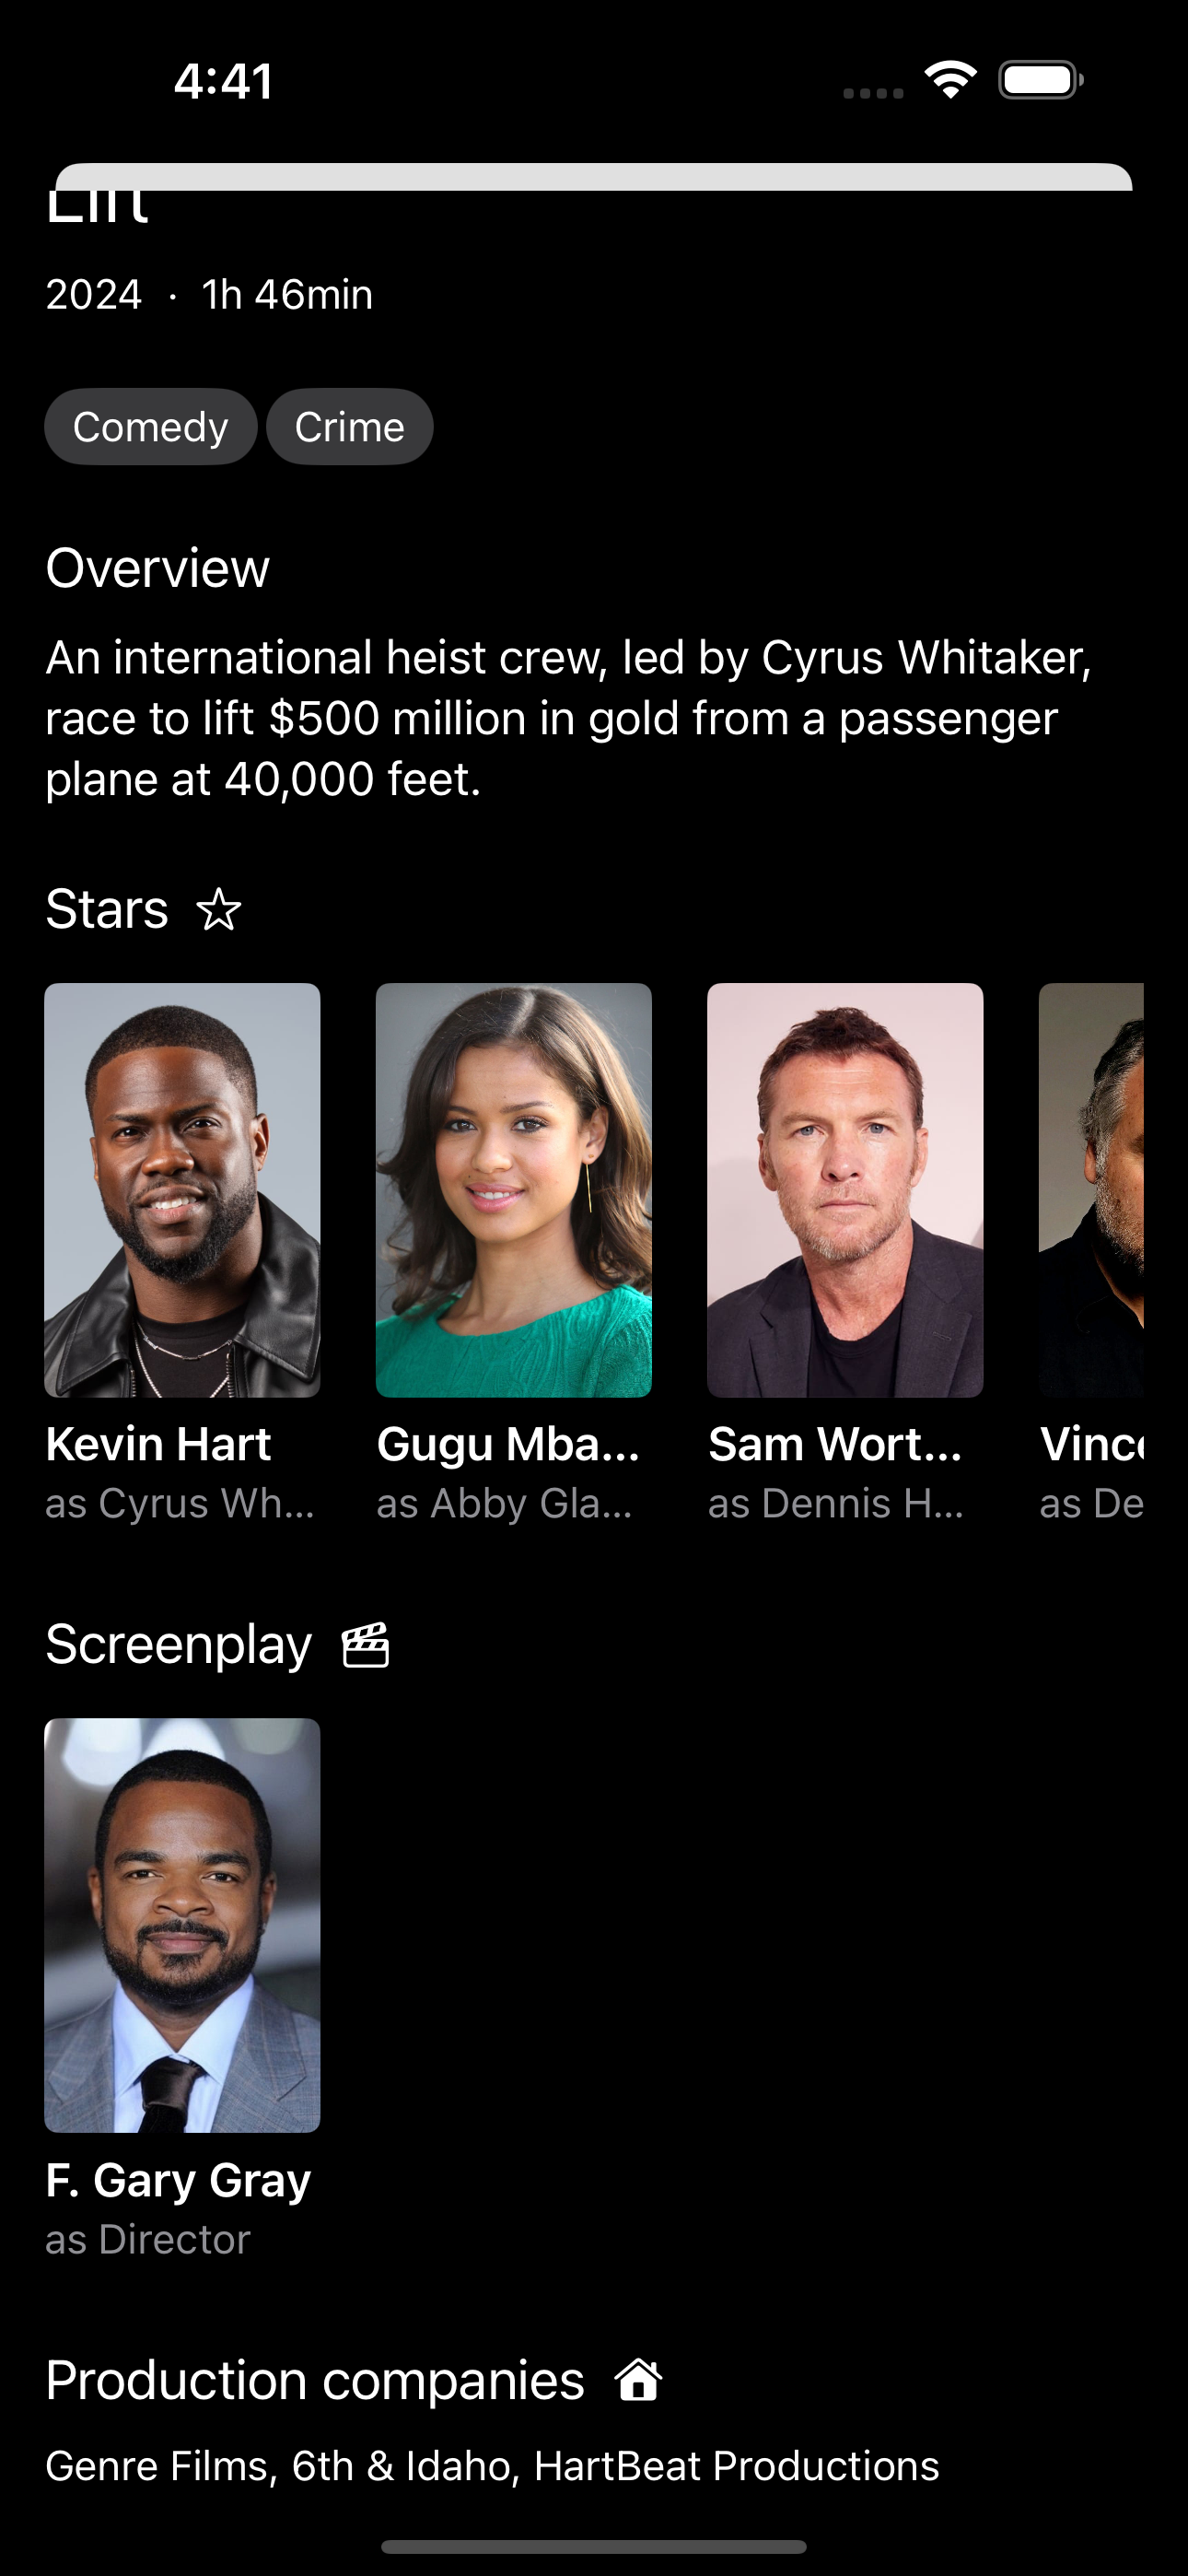 4:41
Lift
2024 · 1h 46min
Comedy Crime
Overview
An international heist crew, led by Cyrus Whitaker,
race to lift $500 million in gold from a passenger
plane at 40,000 feet.
Stars
Kevin Hart Gugu Mba... Sam Wort... Vince
as Cyrus Wh... as Abby Gla... as Dennis H... as De
Screenplay
F. Gary Gray
as Director
Production companies
Genre Films, 6th & Idaho, HartBeat Productions